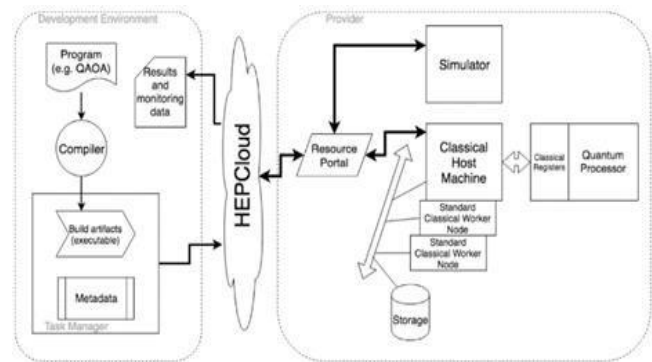 Development Environment
Program
(e.g. QAOA)
Results
and
monitoring
data
Compiler
Build artifacts
(executable)
Metadata
Task Manager
HEPCloud
Provider
Simulator
Resource
Portal
Classical
Host
Machine
Classical
Registers
Quantum
Processor
Standard
Classical Worker
Node
Standard
Classical Worker
Node
Storage